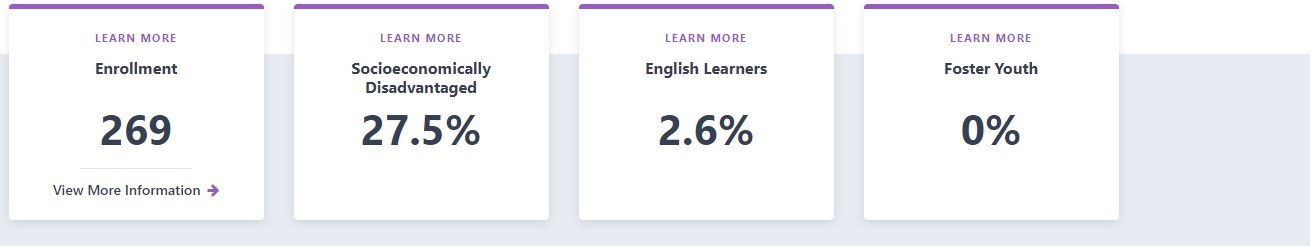 LEARN MORE
Enrollment
269
View More Information
LEARN MORE
Socioeconomically
Disadvantaged
27.5%
LEARN MORE
English Learners
2.6%
LEARN MORE
Foster Youth
0%